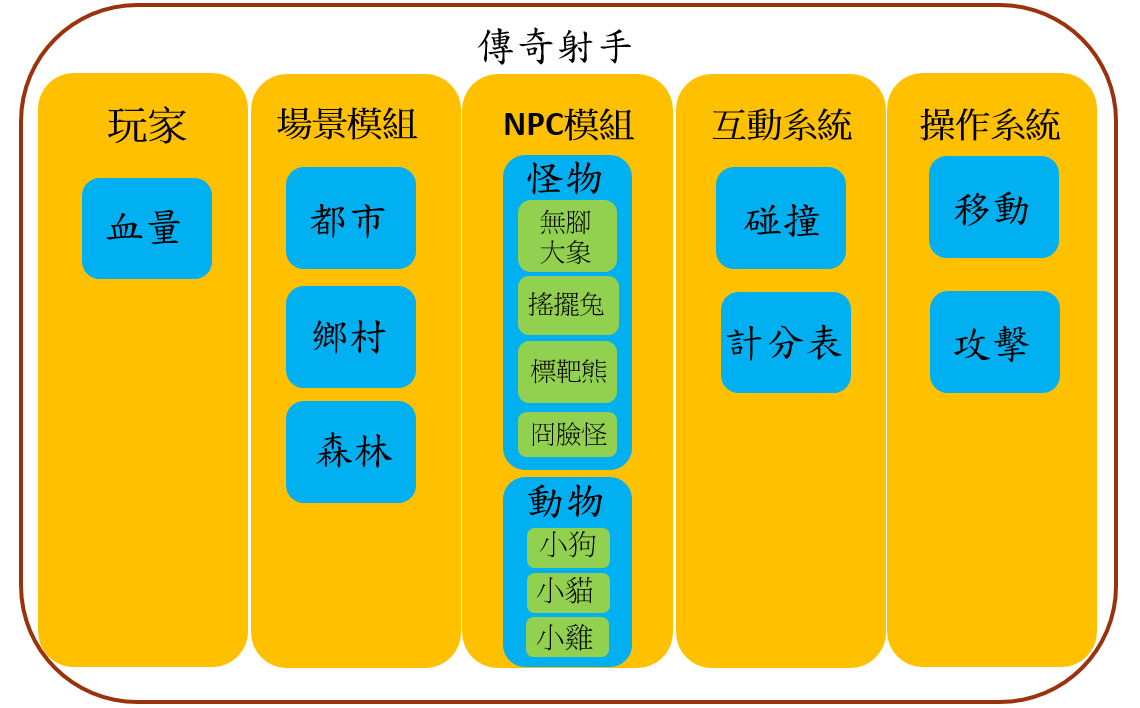 傳奇射手
玩家
血量
場景模組
都市
鄉村
森林
NPC模組
怪物
無腳
大象
搖擺兔
標靶熊
冏臉怪
動物
小狗
小貓
小雞
互動系統
碰撞
計分表
操作系統
移動
攻擊